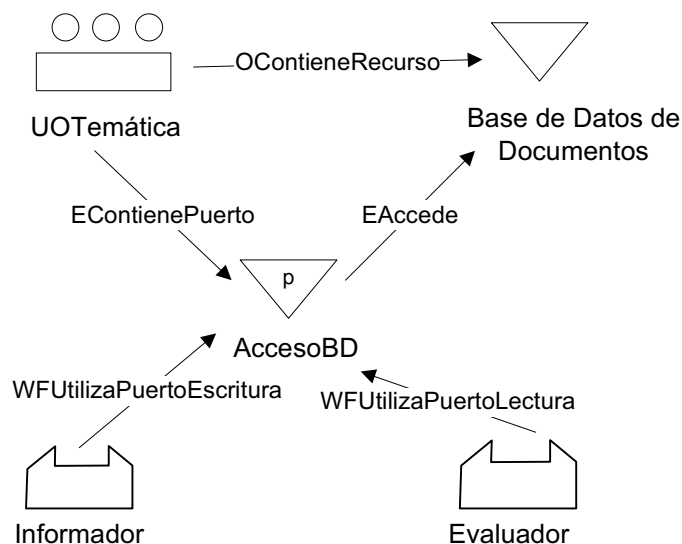 OContieneRecurso
UOTemática
Base de Datos de
Documentos
EContienePuerto
EAccede
p
AccesoBD
WFUtilizaPuertoEscritura
WFUtilizaPuertoLectura
Informador
Evaluador